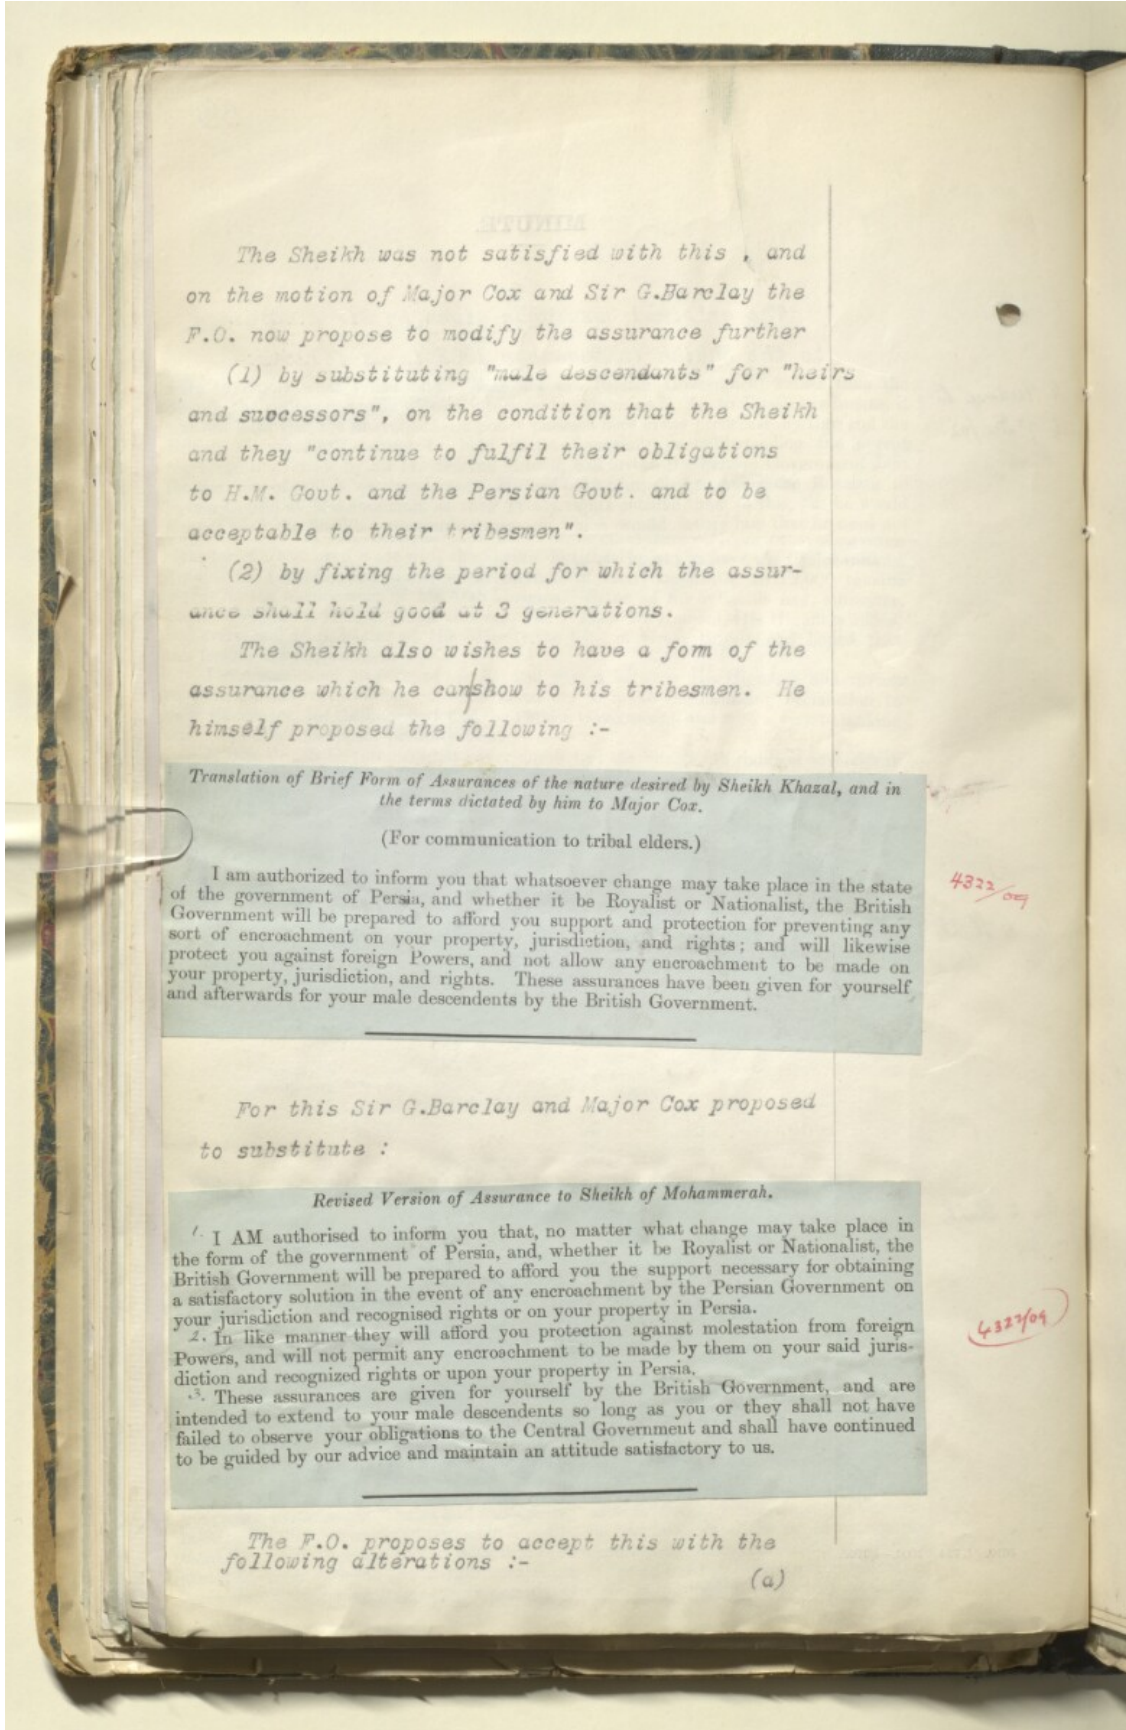 The Sheikh was not satisfied with this , and
on the motion of Major Cox and Sir G.Barclay the
F.O. now propose to modify the assurance further
(1) by substituting "male descendants" for "heirs
and successors", on the condition that the Sheikh
and they "continue to fulfil their obligations
to H.M. Govt. and the Persian Govt. and to be
acceptable to their tribesmen".
(2) by fixing the period for which the assur-
ance shall hold good at 3 generations.
The Sheikh also wishes to have a form of the
assurance which he can/show to his tribesmen. He
himself proposed the following :-
Translation of Brief Form of Assurances of the nature desired by Sheikh Khazal, and in
the terms dictated by him to Major Cox.
(For communication to tribal elders.)
I am authorized to inform you that whatsoever change may take place in the state
of the government of Persia, and whether it be Royalist or Nationalist, the British
Government will be prepared to afford you support and protection for preventing any
sort of encroachment on your property, jurisdiction, and rights; and will likewise
protect you against foreign Powers, and not allow any encroachment to be made on
your property, jurisdiction, and rights. These assurances have been given for yourself
and afterwards for your male descendents by the British Government.
4322/09
For this Sir G.Barclay and Major Cox proposed
to substitute :
Revised Version of Assurance to Sheikh of Mohammerah.
1. I AM authorised to inform you that, no matter what change may take place in
the form of the government of Persia, and, whether it be Royalist or Nationalist, the
British Government will be prepared to afford you the support necessary for obtaining
a satisfactory solution in the event of any encroachment by the Persian Government on
your jurisdiction and recognised rights or on your property in Persia.
2. In like manner they will afford you protection against molestation from foreign
Powers, and will not permit any encroachment to be made by them on your said juris-
diction and recognized rights or upon your property in Persia.
3. These assurances are given for yourself by the British Government, and are
intended to extend to your male descendents so long as you or they shall not have
failed to observe your obligations to the Central Government and shall have continued
to be guided by our advice and maintain an attitude satisfactory to us.
4322/09
The F.O. proposes to accept this with the
following alterations :-
(a)